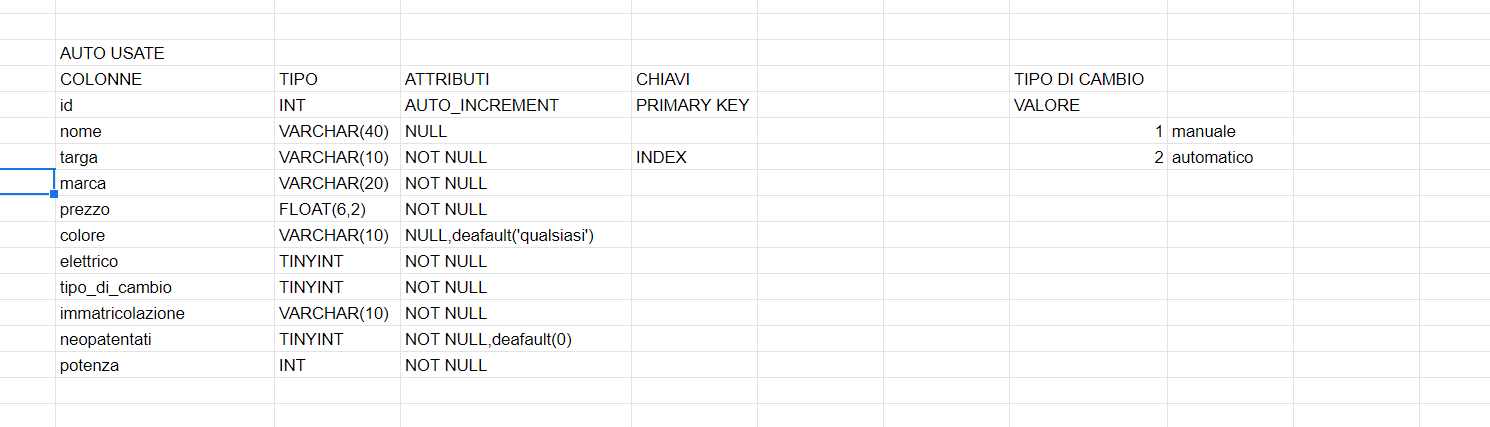 AUTO USATE
COLONNE TIPO ATTRIBUTI CHIAVI TIPO DI CAMBIO
id INT AUTO_INCREMENT PRIMARY KEY VALORE
nome VARCHAR(40) NULL 1 manuale
targa VARCHAR(10) NOT NULL INDEX 2 automatico
marca VARCHAR(20) NOT NULL
prezzo FLOAT(6,2) NOT NULL
colore VARCHAR(10) NULL,deafault('qualsiasi')
elettrico TINYINT NOT NULL
tipo_di_cambio TINYINT NOT NULL
immatricolazione VARCHAR(10) NOT NULL
neopatentati TINYINT NOT NULL,deafault(0)
potenza INT NOT NULL